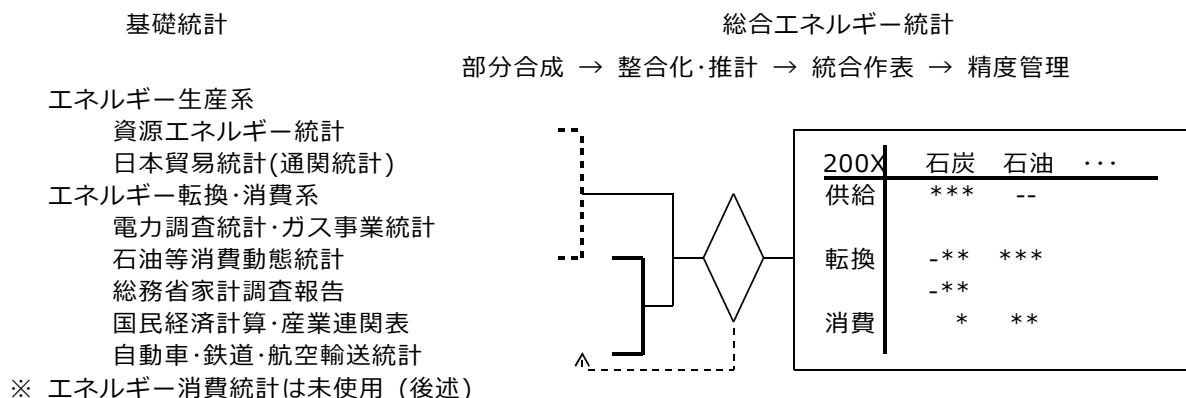 基礎統計 総合エネルギー統計
部分合成 → 整合化･推計 → 統合作表 → 精度管理
エネルギー生産系
資源エネルギー統計
日本貿易統計(通関統計)
エネルギー転換･消費系
電力調査統計･ガス事業統計
石油等消費動態統計
総務省家計調査報告
国民経済計算･産業連関表
自動車･鉄道･航空輸送統計
※ エネルギー消費統計は未使用 (後述)
200X 石炭 石油 ･･･
供給 *** --
転換 -** ***
-**
消費 * **